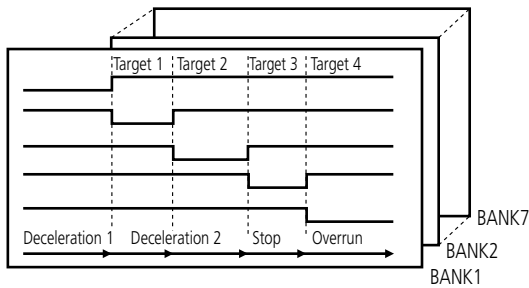 Target 1 Target 2 Target 3 Target 4
Deceleration 1 Deceleration 2 Stop Overrun
BANK7
BANK2
BANK1